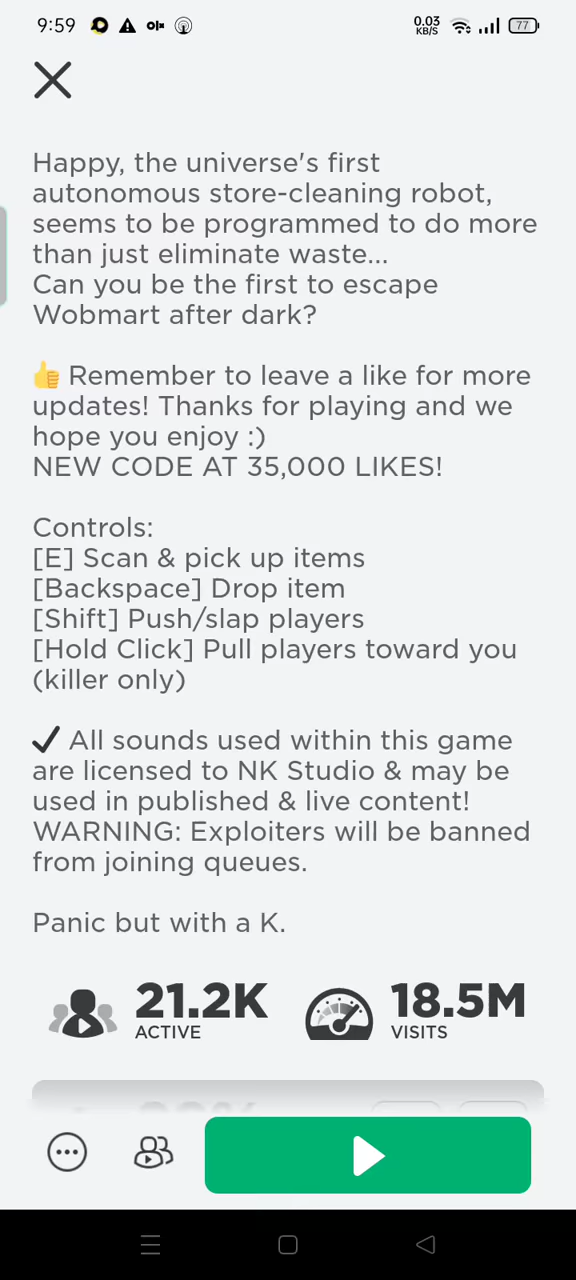 9:59
0.03
KB/S
77
Happy, the universe's first
autonomous store-cleaning robot,
seems to be programmed to do more
than just eliminate waste...
Can you be the first to escape
Wobmart after dark?
👍 Remember to leave a like for more
updates! Thanks for playing and we
hope you enjoy :)
NEW CODE AT 35,000 LIKES!
Controls:
[E] Scan & pick up items
[Backspace] Drop item
[Shift] Push/slap players
[Hold Click] Pull players toward you
(killer only)
✔ All sounds used within this game
are licensed to NK Studio & may be
used in published & live content!
WARNING: Exploiters will be banned
from joining queues.
Panic but with a K.
21.2K
ACTIVE
18.5M
VISITS